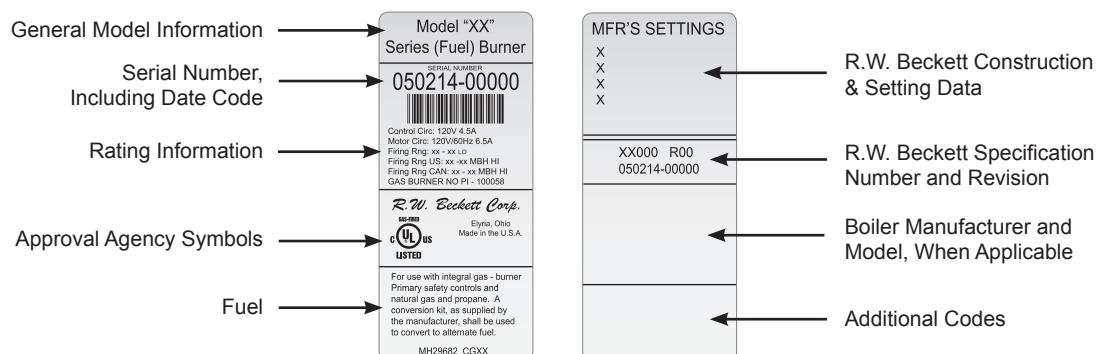 General Model Information
Serial Number,
Including Date Code
Rating Information
Approval Agency Symbols
Fuel
Model “XX”
Series (Fuel) Burner
SERIAL NUMBER
050214-00000
Control Circ: 120V 4.5A
Motor Circ: 120V/60Hz 6.5A
Firing Rng: xx - xx LO
Firing Rng US: xx -xx MBH HI
Firing Rng CAN: xx - xx MBH HI
GAS BURNER NO PI - 100058
R.W. Beckett Corp.
Elyria, Ohio
Made in the U.S.A.
GAS-FIRED
C UL US
LISTED
For use with integral gas - burner
Primary safety controls and
natural gas and propane. A
conversion kit, as supplied by
the manufacturer, shall be used
to convert to alternate fuel.
MH29682 CGXX
MFR'S SETTINGS
X
X
X
X
XX000 R00
050214-00000
R.W. Beckett Construction
& Setting Data
R.W. Beckett Specification
Number and Revision
Boiler Manufacturer and
Model, When Applicable
Additional Codes